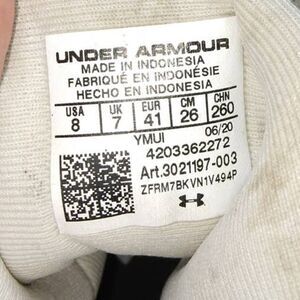 UNDER ARMOUR
MADE IN INDONESIA
FABRIQUÉ EN INDONÉSIE
HECHO EN INDONESIA
USA UK EUR CM CHN
8 7 41 26 260
YMUI 06/20
4203362272
Art.3021197-003
ZFRM7BKVN1V494P